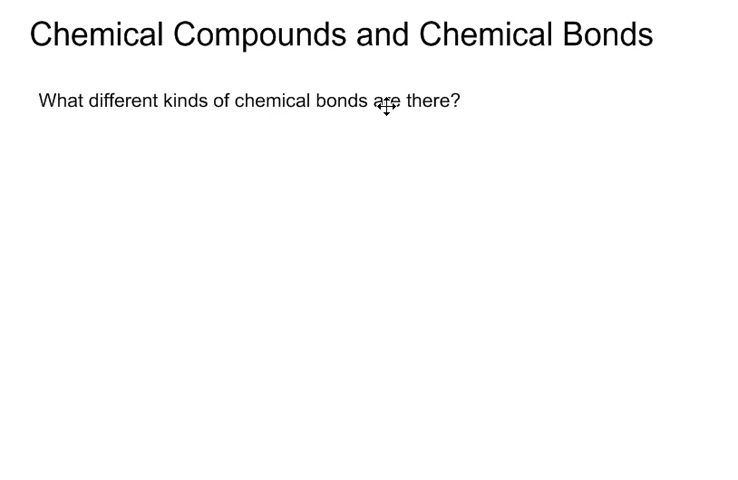 Chemical Compounds and Chemical Bonds
What different kinds of chemical bonds are there?